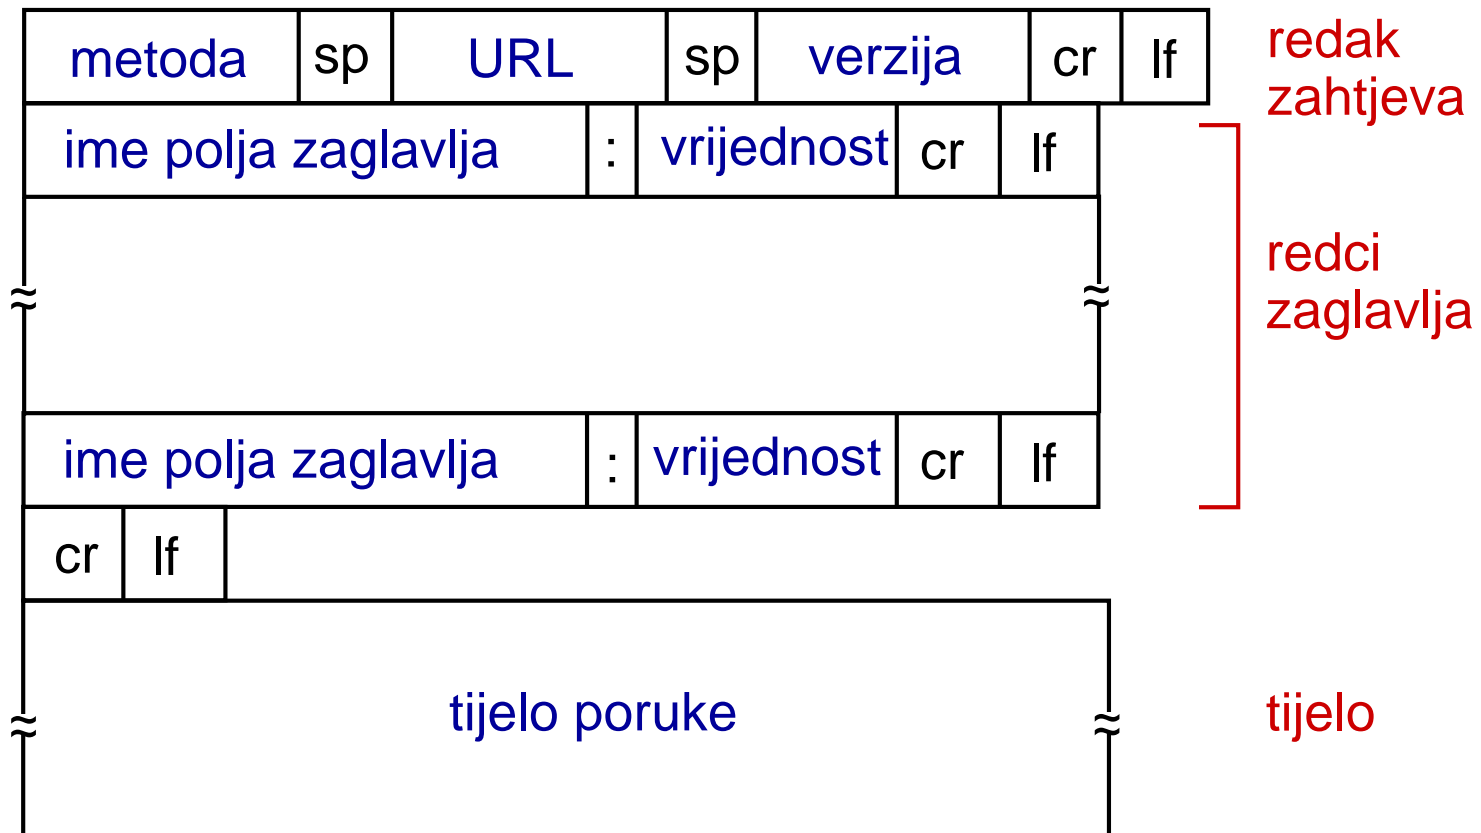 metoda sp URL sp verzija cr lf
redak
zahtjeva
ime polja zaglavlja : vrijednost cr lf
redci
zaglavlja
≈ ≈
ime polja zaglavlja : vrijednost cr lf
cr lf
≈ tijelo poruke ≈
tijelo